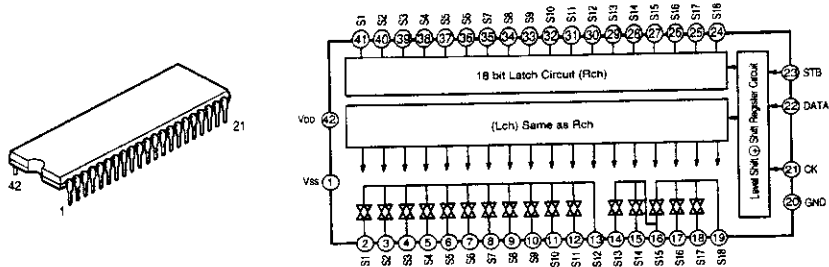 S1 S2 S3 S4 S5 S6 S7 S8 S9 S10 S11 S12 S13 S14 S15 S16 S17 S18
41 40 39 38 37 36 35 34 33 32 31 30 29 28 27 26 25 24
18 bit Latch Circuit (Rch)
(Lch) Same as Rch
Level Shift + Shift Register Circuit
23 STB
22 DATA
21 CK
20 GND
VDD 42
VSS 1
2 3 4 5 6 7 8 9 10 11 12 13 14 15 16 17 18 19
S1 S2 S3 S4 S5 S6 S7 S8 S9 S10 S11 S12 S13 S14 S15 S16 S17 S18
42
1
21